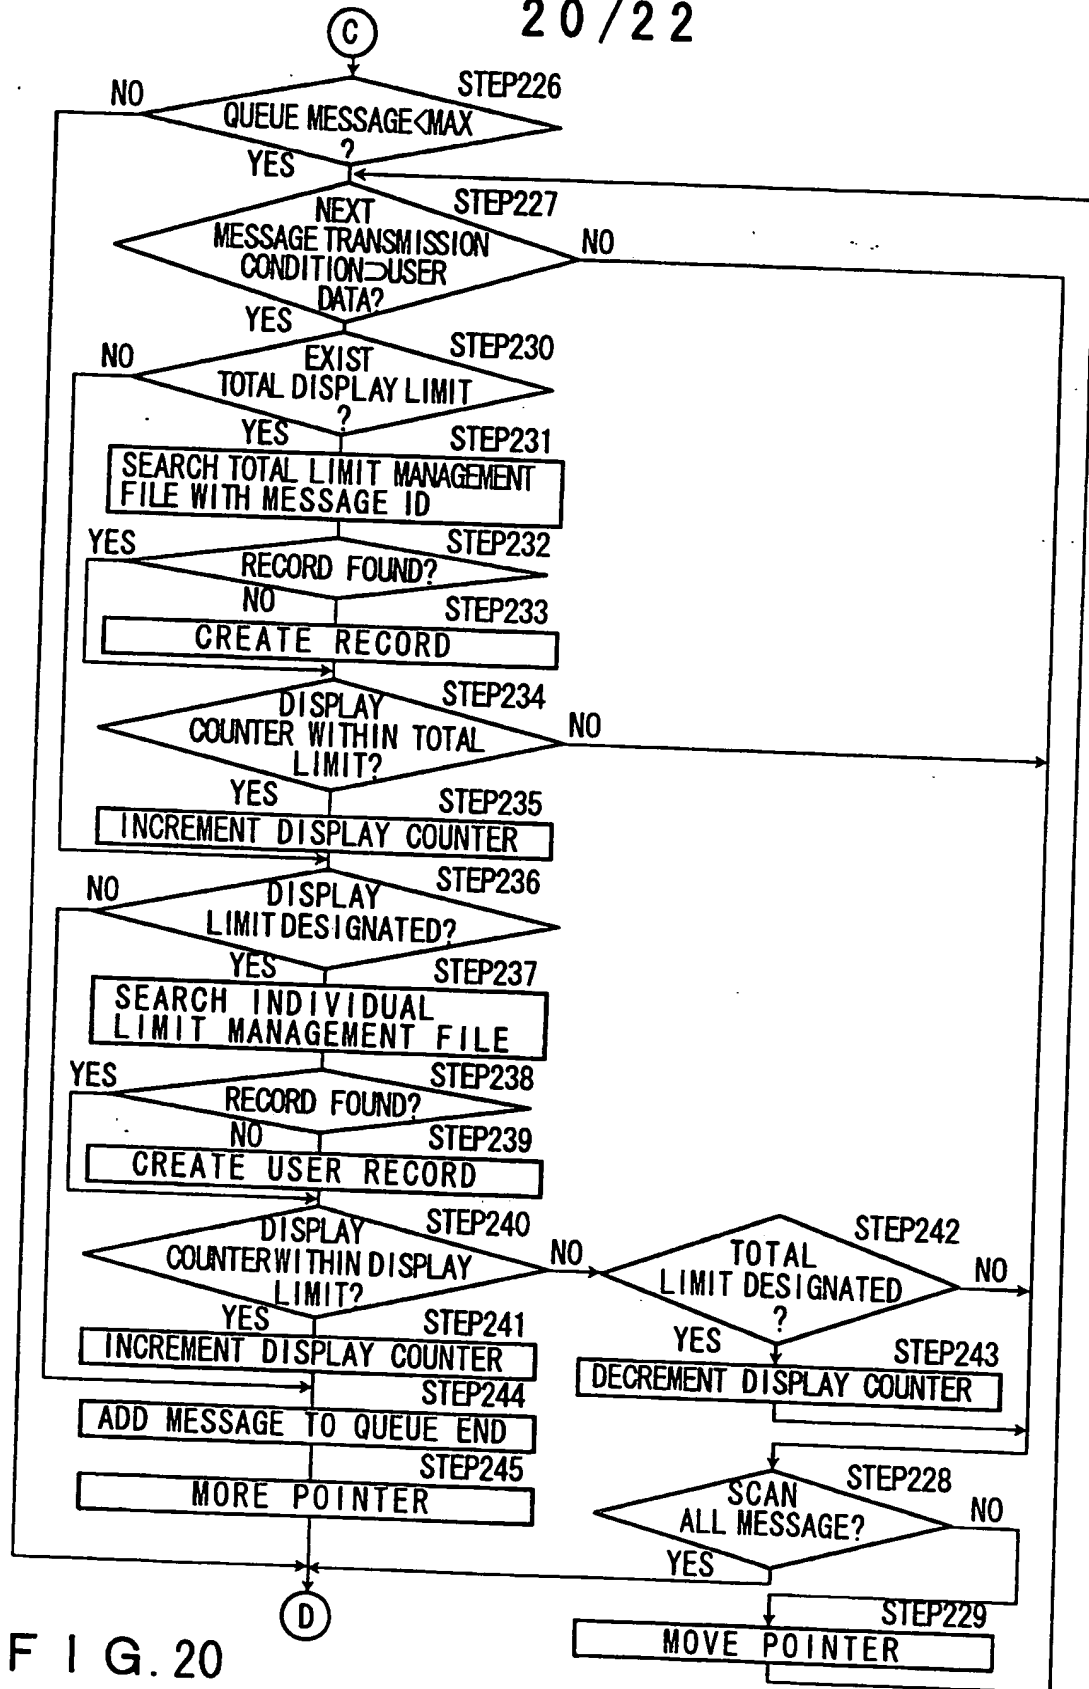 20/22
C
STEP226
NO
QUEUE MESSAGE<MAX
?
YES
STEP227
NEXT
MESSAGE TRANSMISSION
CONDITION⊃USER
DATA?
NO
YES
STEP230
NO
EXIST
TOTAL DISPLAY LIMIT
?
YES
STEP231
SEARCH TOTAL LIMIT MANAGEMENT
FILE WITH MESSAGE ID
STEP232
YES
RECORD FOUND?
NO
STEP233
CREATE RECORD
STEP234
DISPLAY
COUNTER WITHIN TOTAL
LIMIT?
NO
YES
STEP235
INCREMENT DISPLAY COUNTER
STEP236
NO
DISPLAY
LIMIT DESIGNATED?
YES
STEP237
SEARCH INDIVIDUAL
LIMIT MANAGEMENT FILE
STEP238
YES
RECORD FOUND?
NO
STEP239
CREATE USER RECORD
STEP240
DISPLAY
COUNTER WITHIN DISPLAY
LIMIT?
NO
STEP242
TOTAL
LIMIT DESIGNATED
?
NO
YES
STEP241
INCREMENT DISPLAY COUNTER
YES
STEP243
DECREMENT DISPLAY COUNTER
STEP244
ADD MESSAGE TO QUEUE END
STEP245
MORE POINTER
STEP228
SCAN
ALL MESSAGE?
NO
YES
D
STEP229
MOVE POINTER
FIG.20